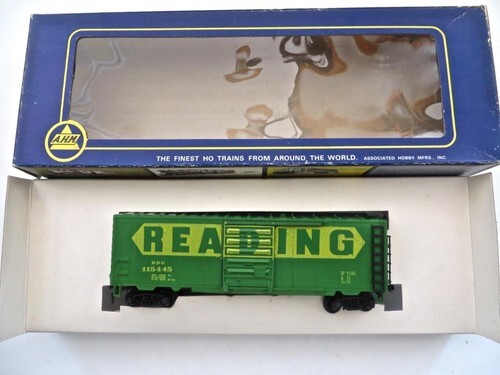 AHM
THE FINEST HO TRAINS FROM AROUND THE WORLD. ASSOCIATED HOBBY MFRS., INC.
READING
RDG
115445